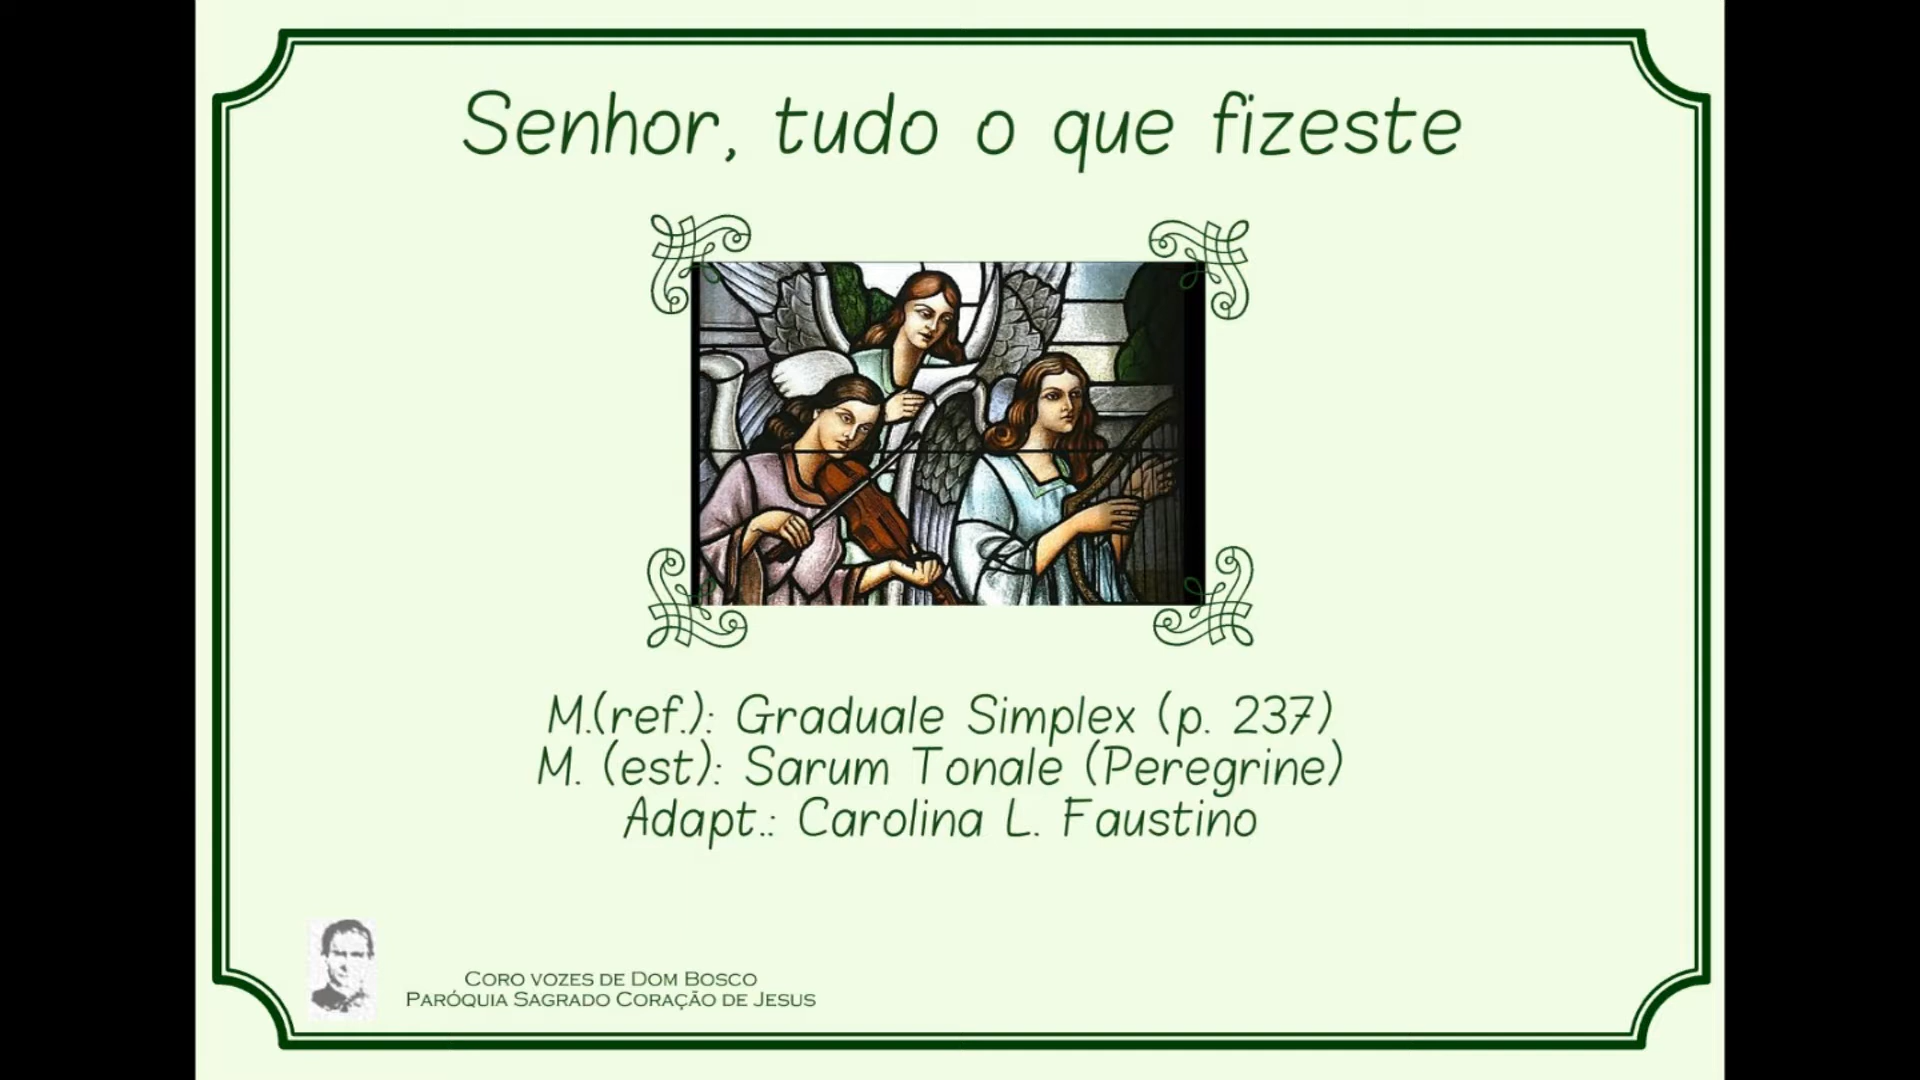 Senhor, tudo o que fizeste
M.(ref.): Graduale Simplex (p. 237)
M. (est): Sarum Tonale (Peregrine)
Adapt.: Carolina L. Faustino
Coro vozes de Dom Bosco
Paróquia Sagrado Coração de Jesus